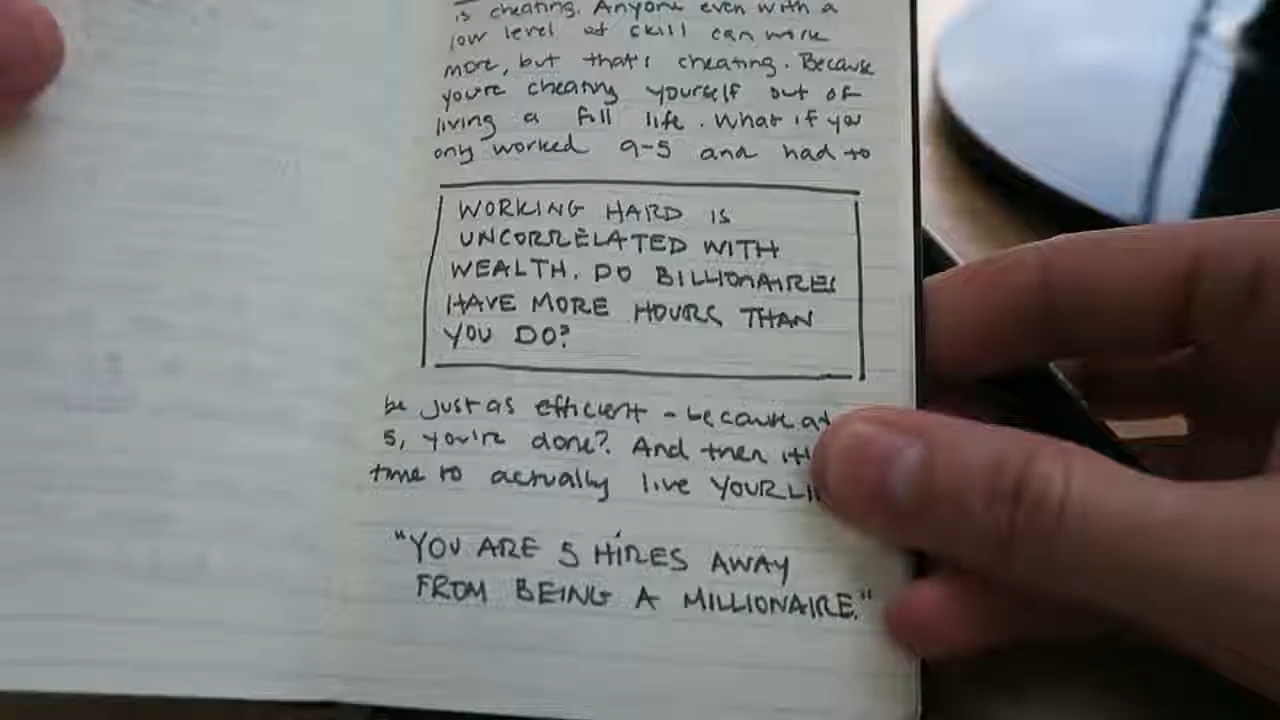 is cheating. Anyone even with a
low level of skill can work
more, but that's cheating. Because
you're cheating yourself out of
living a full life. What if you
only worked 9-5 and had to
WORKING HARD IS
UNCORRELATED WITH
WEALTH. DO BILLIONAIRES
HAVE MORE HOURS THAN
YOU DO?
be just as efficient - because at
5, you're done? And then it's
time to actually live YOUR
"YOU ARE 5 HIRES AWAY
FROM BEING A MILLIONAIRE."